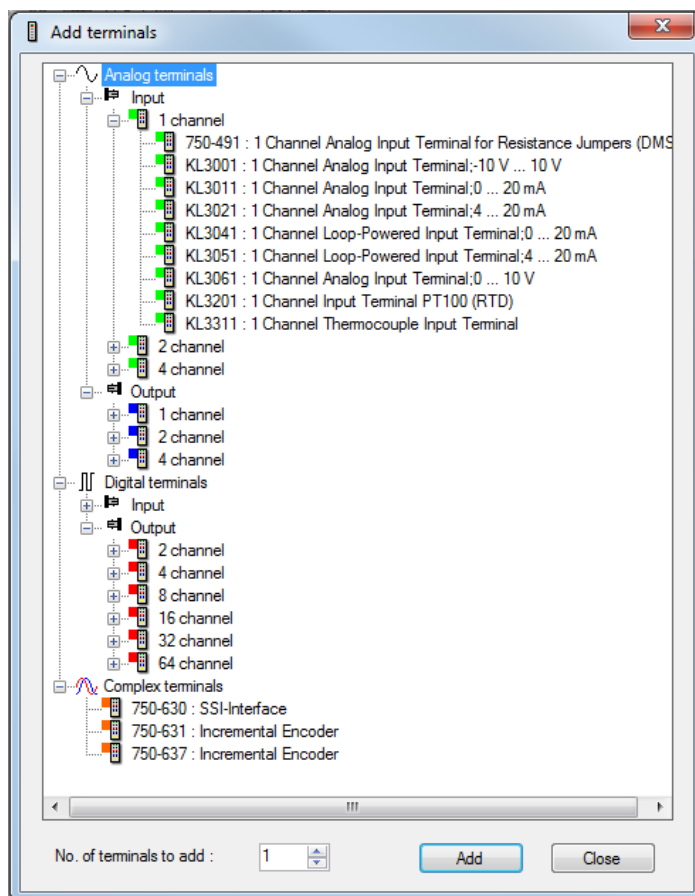 Add terminals
Analog terminals
Input
1 channel
750-491 : 1 Channel Analog Input Terminal for Resistance Jumpers (DMS
KL3001 : 1 Channel Analog Input Terminal;-10 V ... 10 V
KL3011 : 1 Channel Analog Input Terminal;0 ... 20 mA
KL3021 : 1 Channel Analog Input Terminal;4 ... 20 mA
KL3041 : 1 Channel Loop-Powered Input Terminal;0 ... 20 mA
KL3051 : 1 Channel Loop-Powered Input Terminal;4 ... 20 mA
KL3061 : 1 Channel Analog Input Terminal;0 ... 10 V
KL3201 : 1 Channel Input Terminal PT100 (RTD)
KL3311 : 1 Channel Thermocouple Input Terminal
2 channel
4 channel
Output
1 channel
2 channel
4 channel
Digital terminals
Input
Output
2 channel
4 channel
8 channel
16 channel
32 channel
64 channel
Complex terminals
750-630 : SSI-Interface
750-631 : Incremental Encoder
750-637 : Incremental Encoder
No. of terminals to add : 1 Add Close